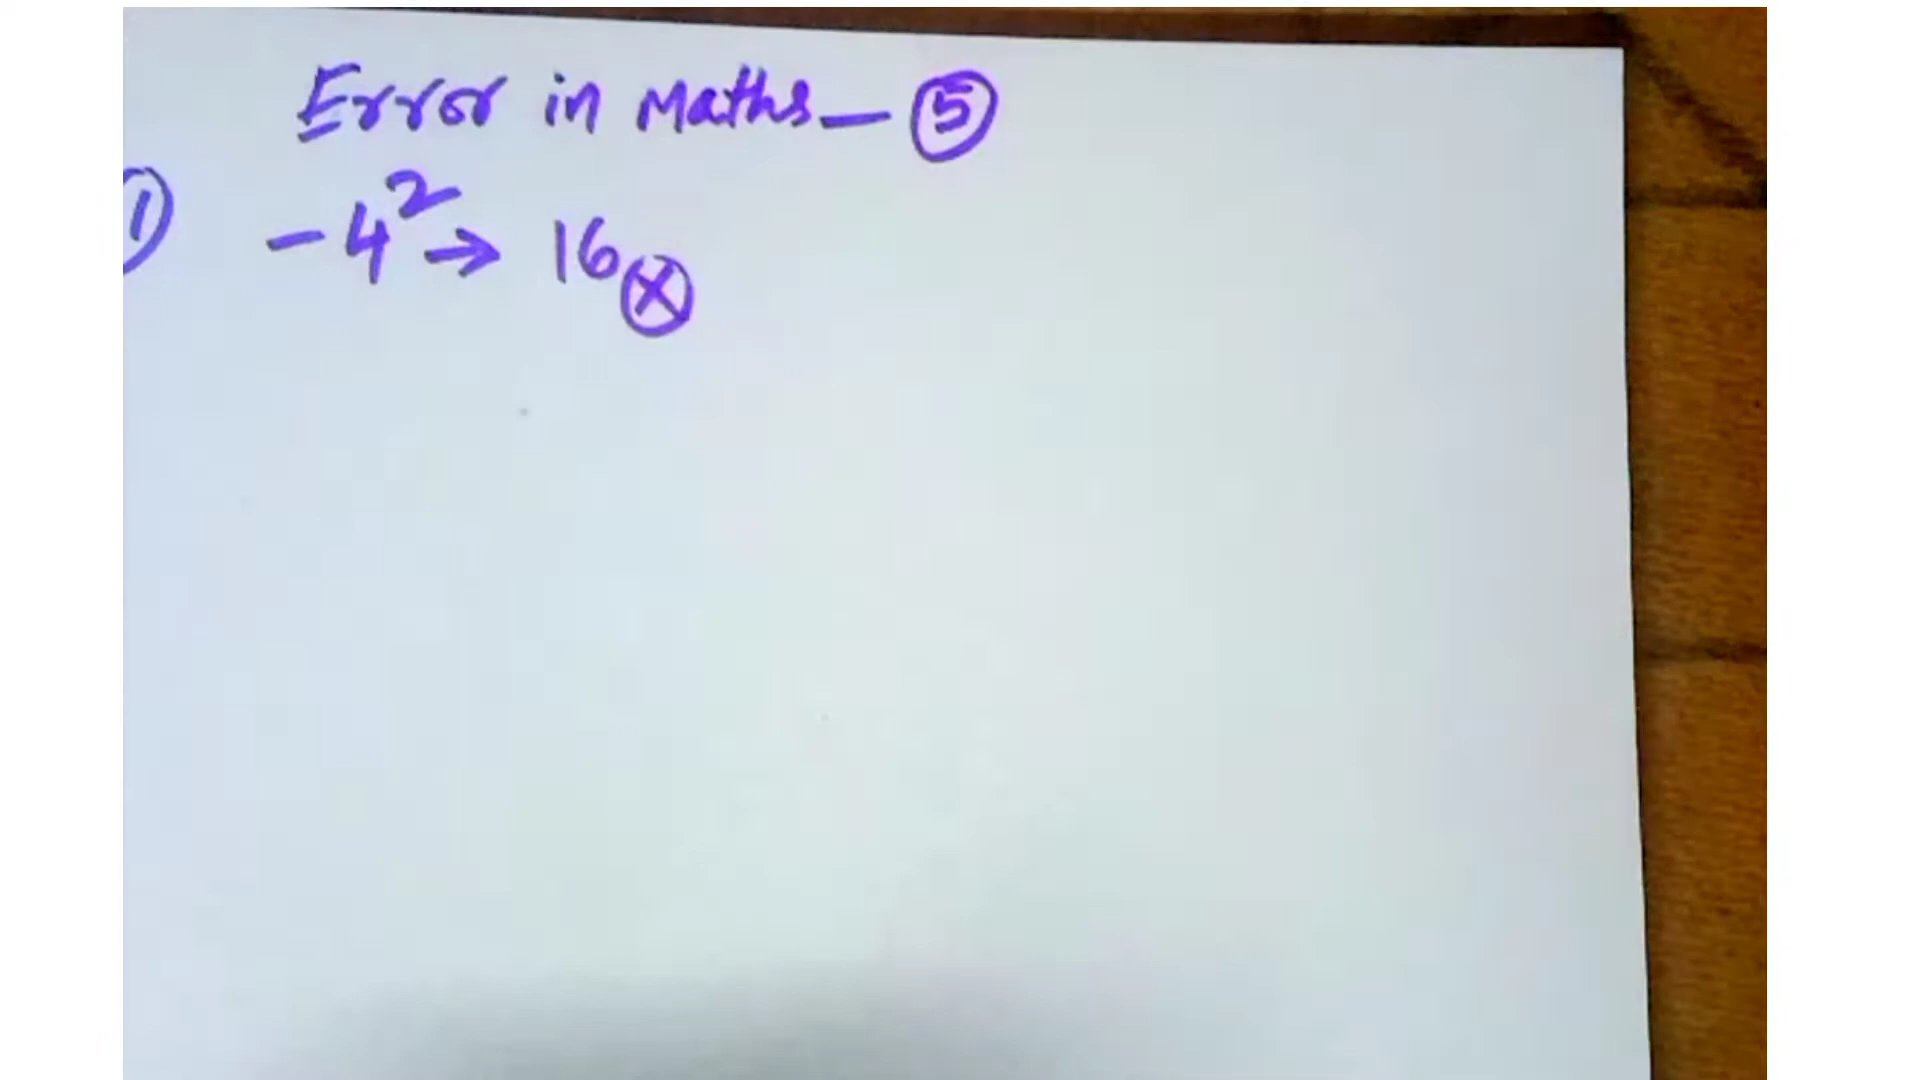 Error in Maths – ⑤
① -4² → 16 ⊗